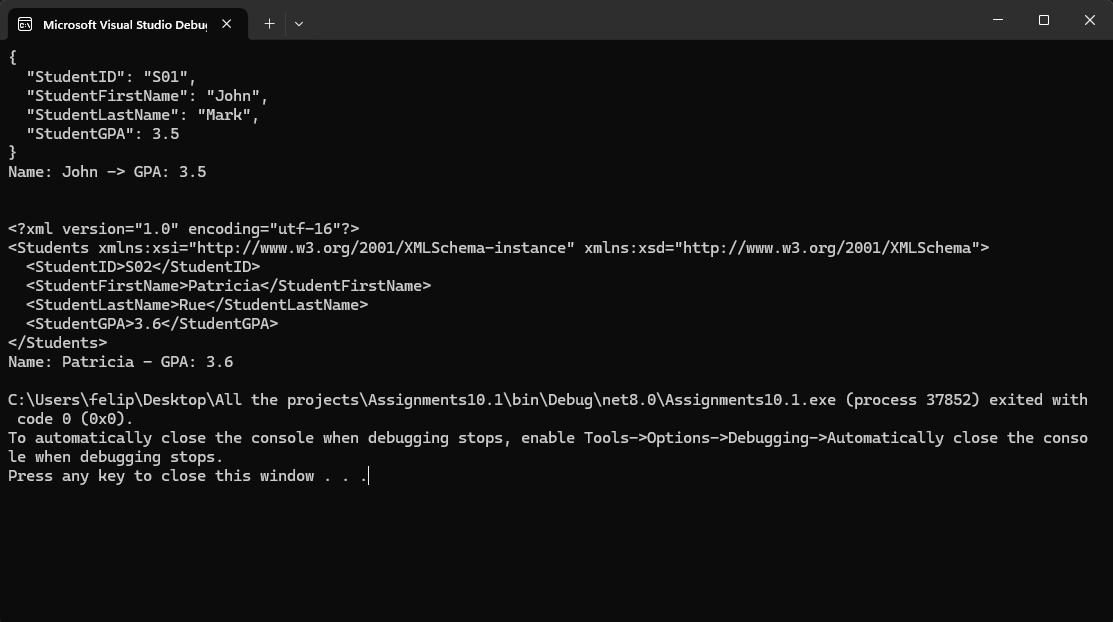 Microsoft Visual Studio Debug
{
  "StudentID": "S01",
  "StudentFirstName": "John",
  "StudentLastName": "Mark",
  "StudentGPA": 3.5
}
Name: John -> GPA: 3.5
<?xml version="1.0" encoding="utf-16"?>
<Students xmlns:xsi="http://www.w3.org/2001/XMLSchema-instance" xmlns:xsd="http://www.w3.org/2001/XMLSchema">
  <StudentID>S02</StudentID>
  <StudentFirstName>Patricia</StudentFirstName>
  <StudentLastName>Rue</StudentLastName>
  <StudentGPA>3.6</StudentGPA>
</Students>
Name: Patricia - GPA: 3.6
C:\Users\felip\Desktop\All the projects\Assignments10.1\bin\Debug\net8.0\Assignments10.1.exe (process 37852) exited with
 code 0 (0x0).
To automatically close the console when debugging stops, enable Tools->Options->Debugging->Automatically close the conso
le when debugging stops.
Press any key to close this window . . .